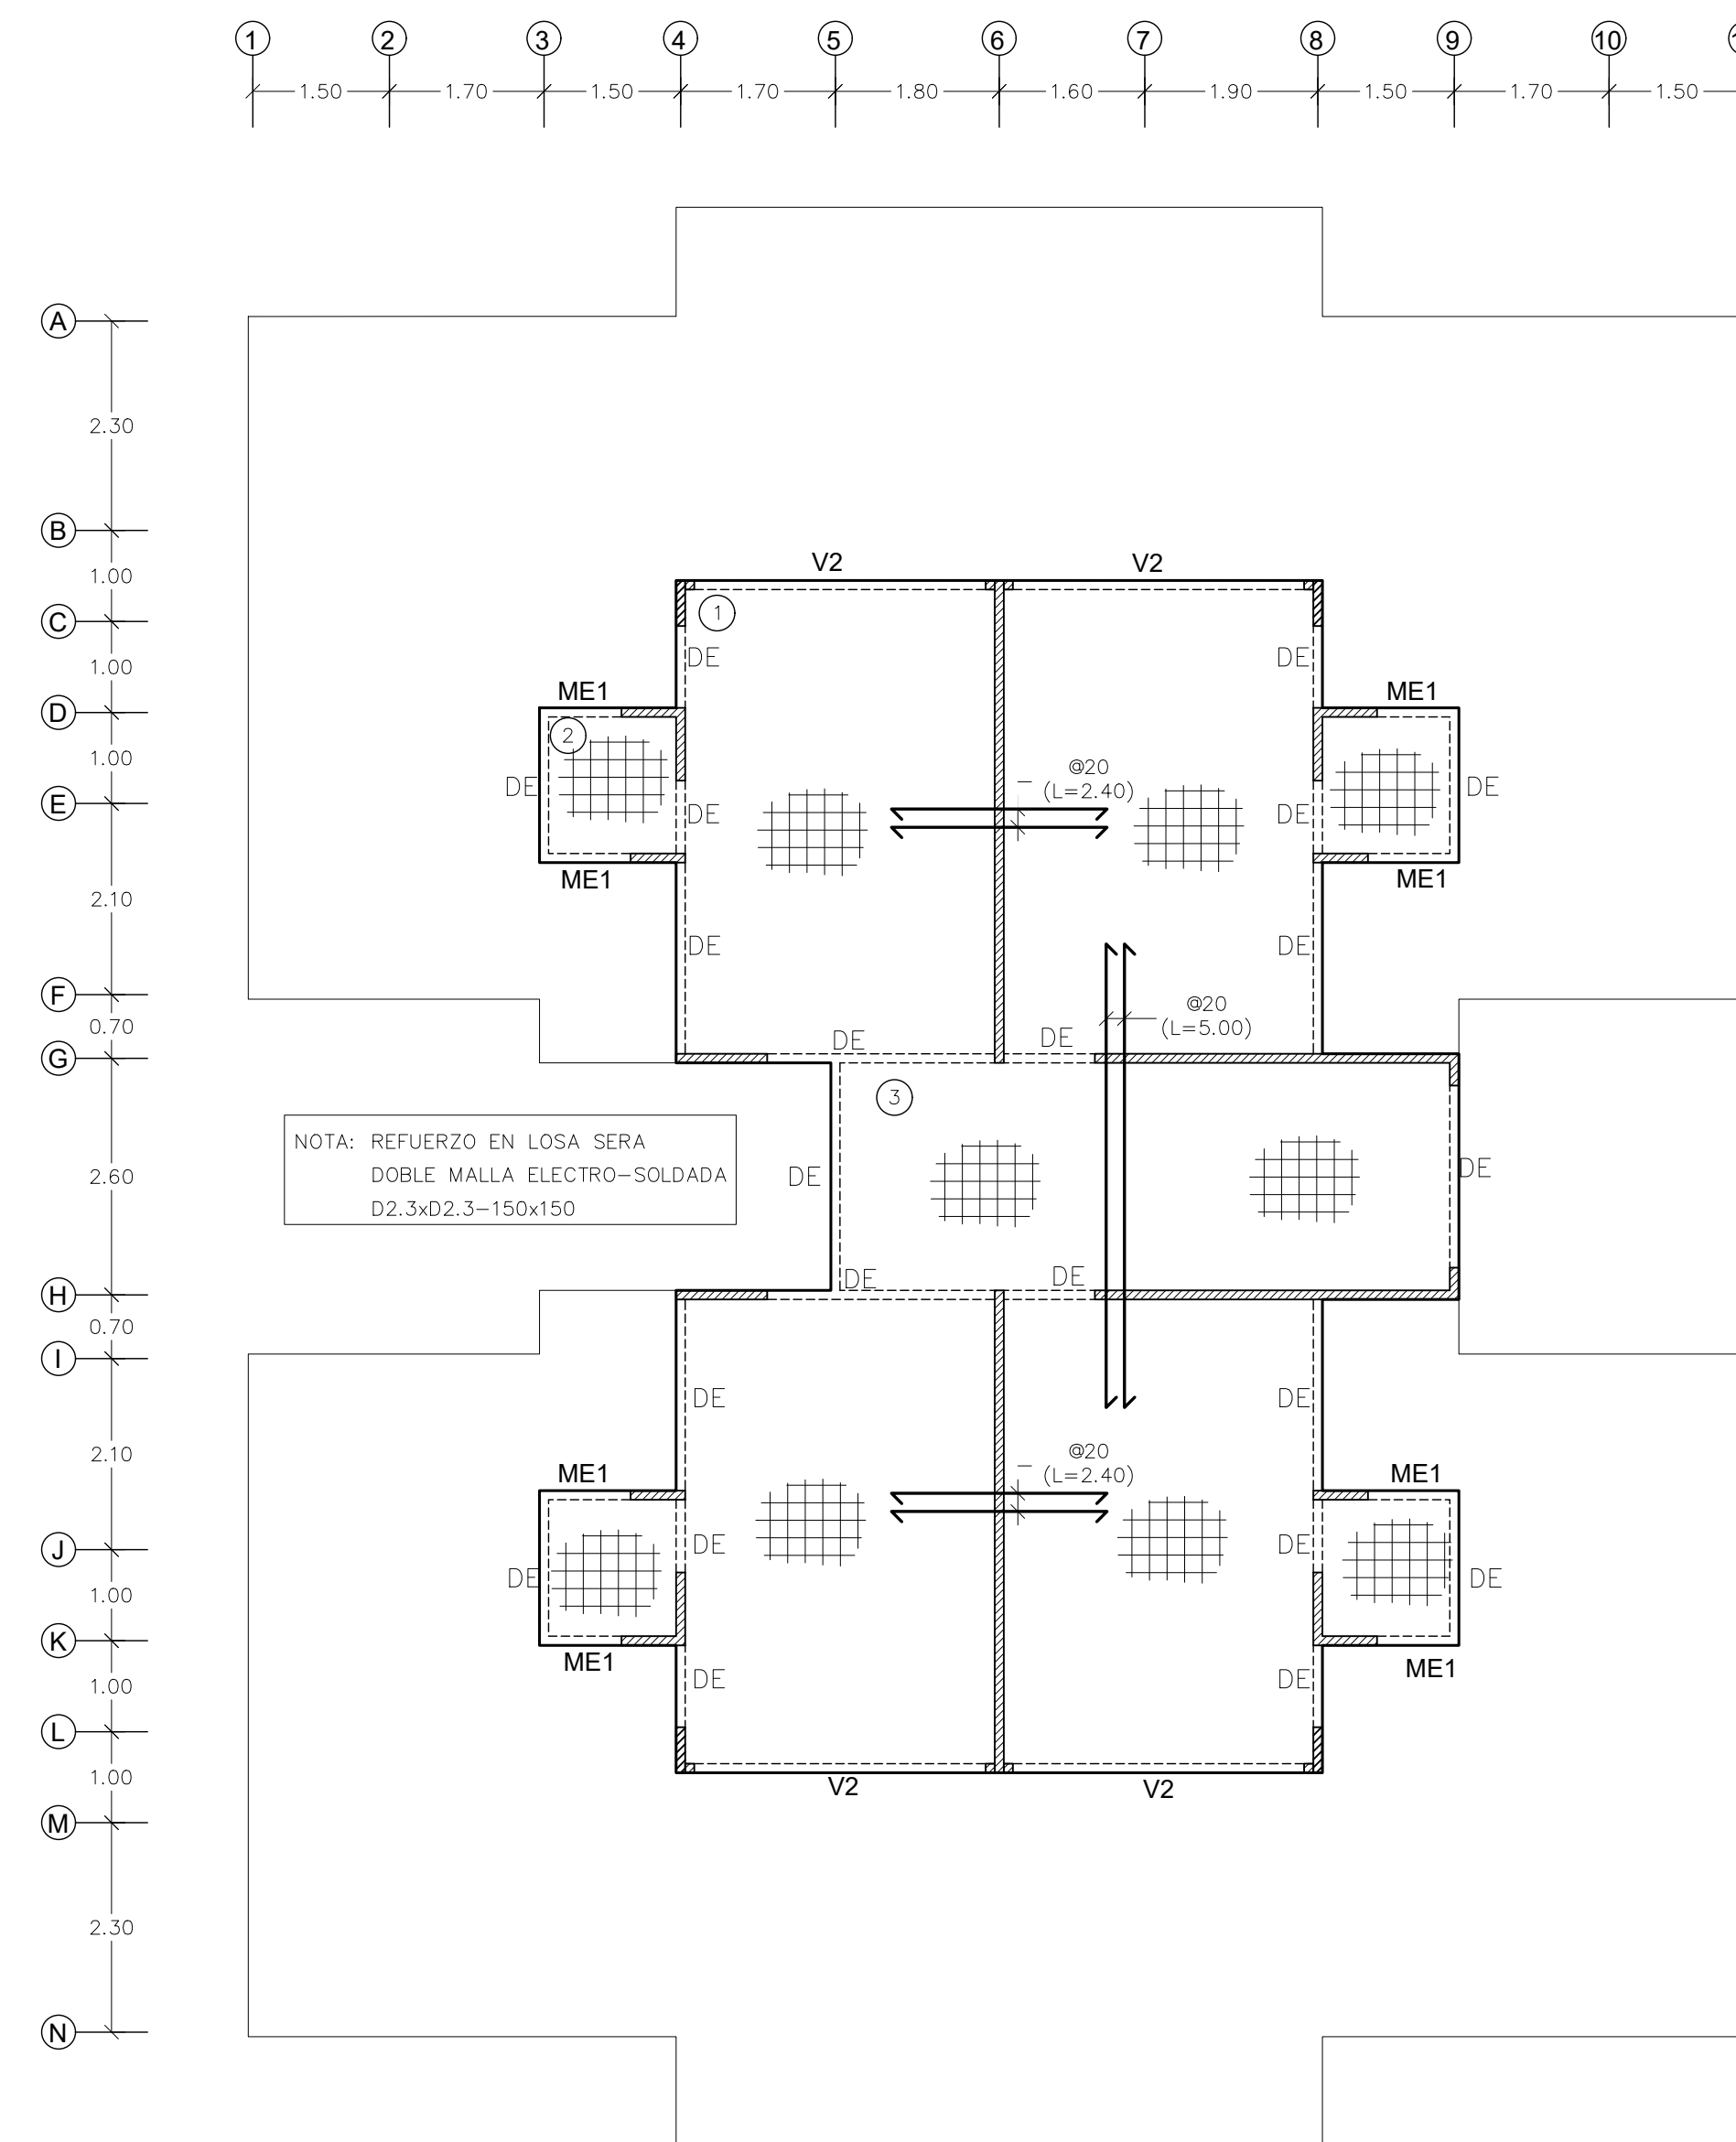 1 2 3 4 5 6 7 8 9 10
1.50 1.70 1.50 1.70 1.80 1.60 1.90 1.50 1.70 1.50
A
2.30
B
V2 V2
1.00
C
1
DE DE
1.00
ME1 ME1
D
2
1.00
@20
DE DE (L=2.40) DE DE
E
ME1 ME1
2.10
DE DE
F
@20
0.70
(L=5.00)
DE DE
G
3
NOTA: REFUERZO EN LOSA SERA
DOBLE MALLA ELECTRO-SOLDADA
D2.3xD2.3-150x150
2.60
DE DE
DE DE
H
0.70
I
DE DE
2.10
@20
(L=2.40)
ME1 ME1
J
DE DE
DE DE
1.00
K
ME1 ME1
DE DE
1.00
L
1.00
V2 V2
M
2.30
N